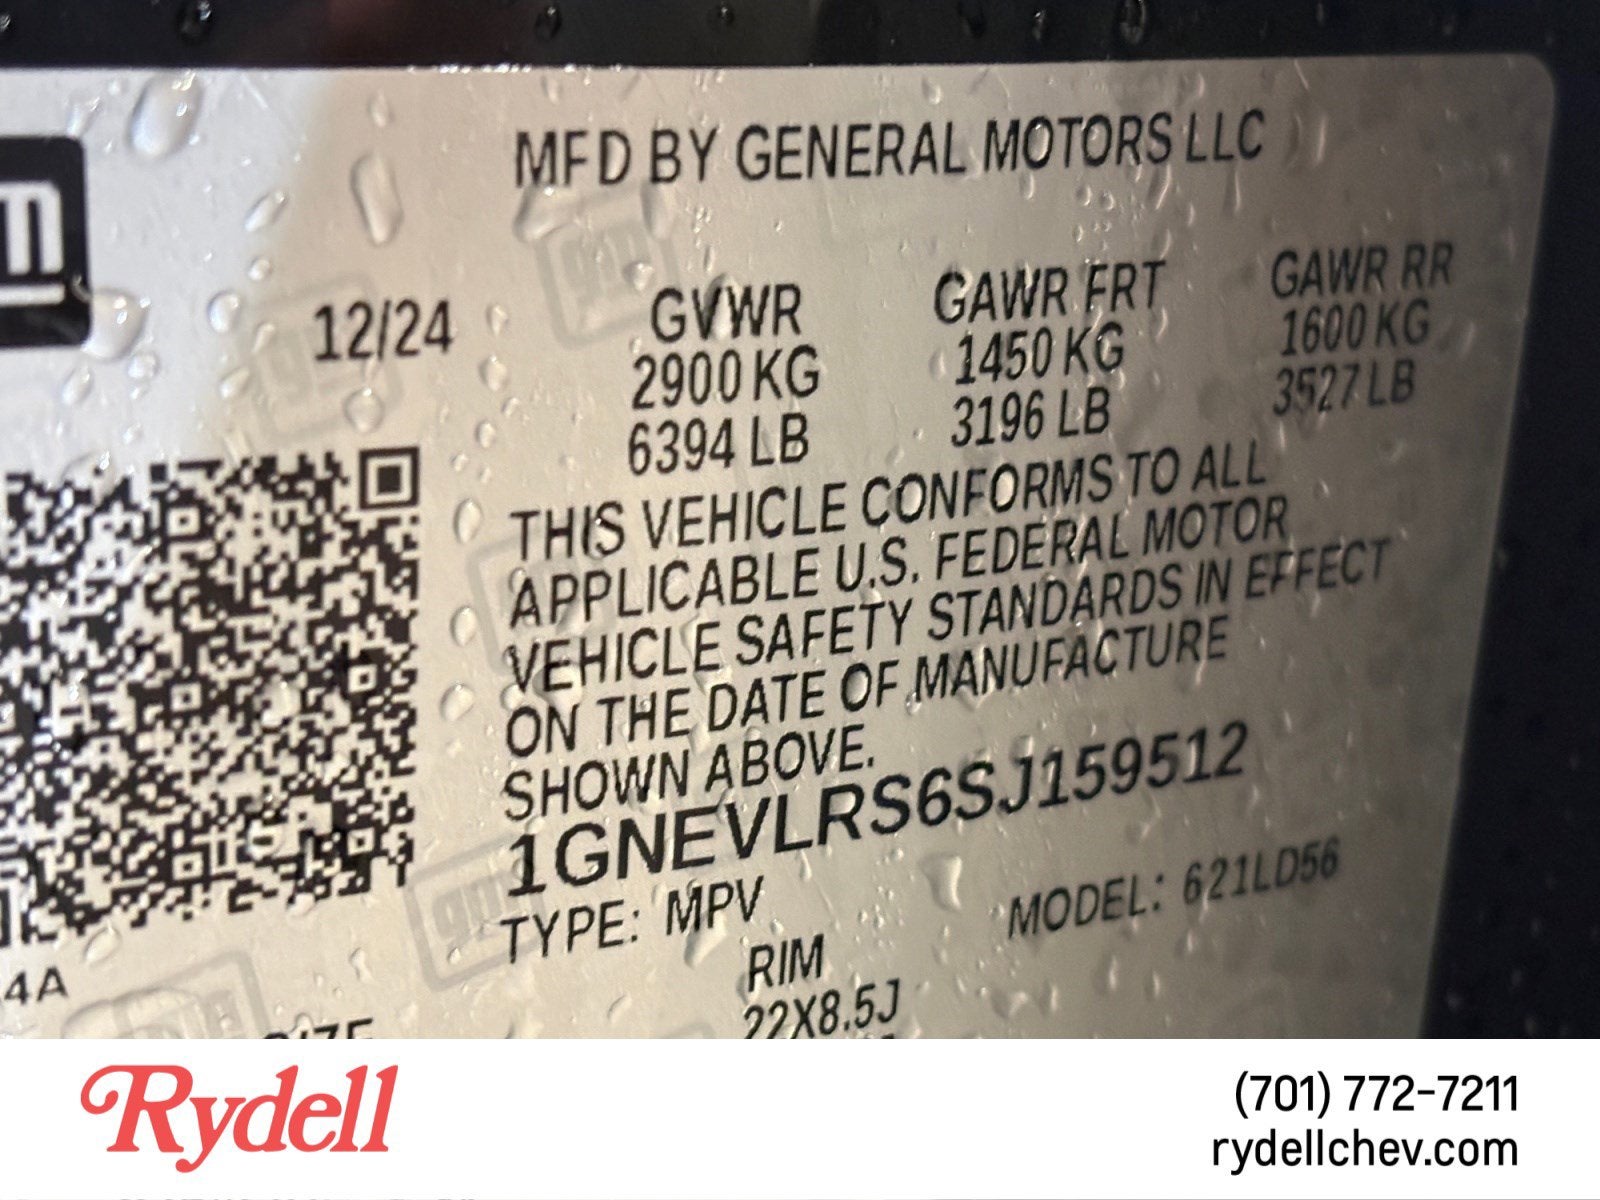 MFD BY GENERAL MOTORS LLC
12/24
GVWR GAWR FRT GAWR RR
2900 KG 1450 KG 1600 KG
6394 LB 3196 LB 3527 LB
THIS VEHICLE CONFORMS TO ALL
APPLICABLE U.S. FEDERAL MOTOR
VEHICLE SAFETY STANDARDS IN EFFECT
ON THE DATE OF MANUFACTURE
SHOWN ABOVE.
1GNEVLRS6SJ159512
TYPE: MPV MODEL: 621LD56
4A
RIM
22X8.5J
Rydell
(701) 772-7211
rydellchev.com